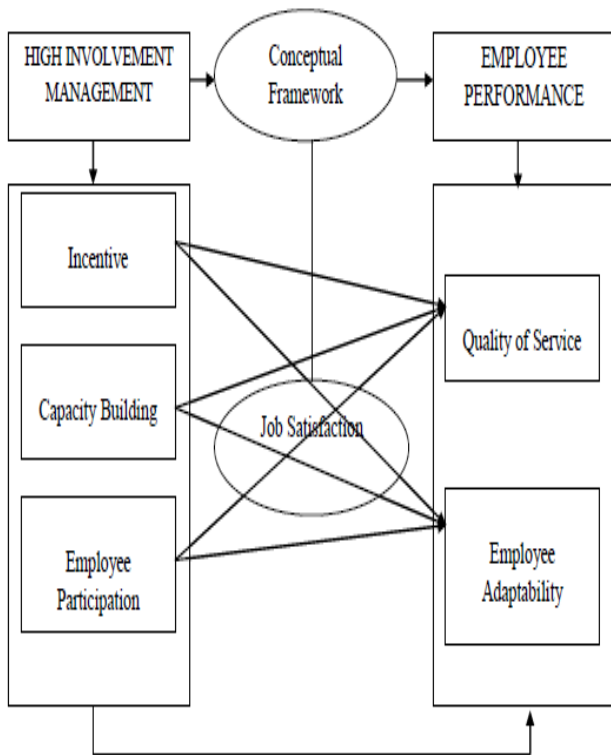 HIGH INVOLVEMENT
MANAGEMENT
Conceptual
Framework
EMPLOYEE
PERFORMANCE
Incentive
Quality of Service
Capacity Building
Job Satisfaction
Employee
Participation
Employee
Adaptability